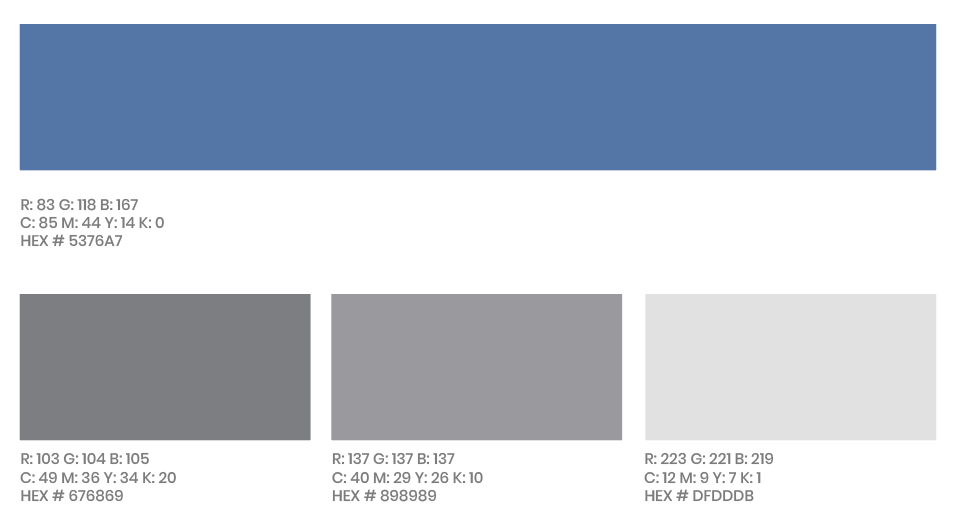 R: 83 G: 118 B: 167
C: 85 M: 44 Y: 14 K: 0
HEX # 5376A7
R: 103 G: 104 B: 105
C: 49 M: 36 Y: 34 K: 20
HEX # 676869
R: 137 G: 137 B: 137
C: 40 M: 29 Y: 26 K: 10
HEX # 898989
R: 223 G: 221 B: 219
C: 12 M: 9 Y: 7 K: 1
HEX # DFDDDB